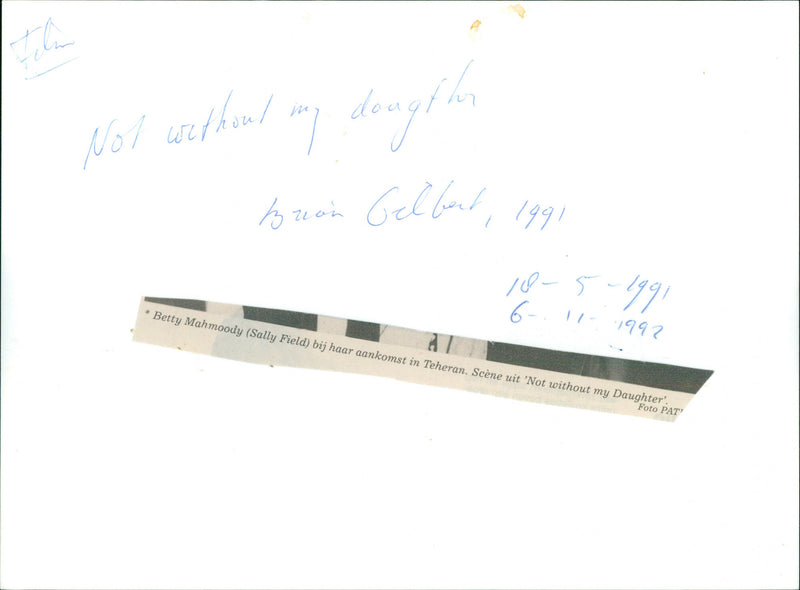 Film
Not without my daugther
Brian Gilbert, 1991
18-5-1991
6-11-1992
* Betty Mahmoody (Sally Field) bij haar aankomst in Teheran. Scène uit 'Not without my Daughter'.
Foto PAT